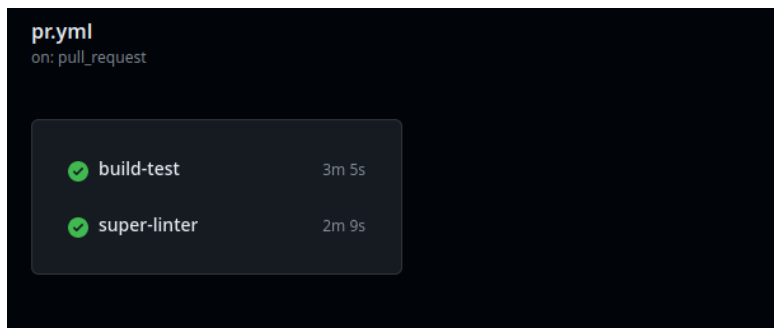 pr.yml
on: pull_request
build-test 3m 5s
super-linter 2m 9s